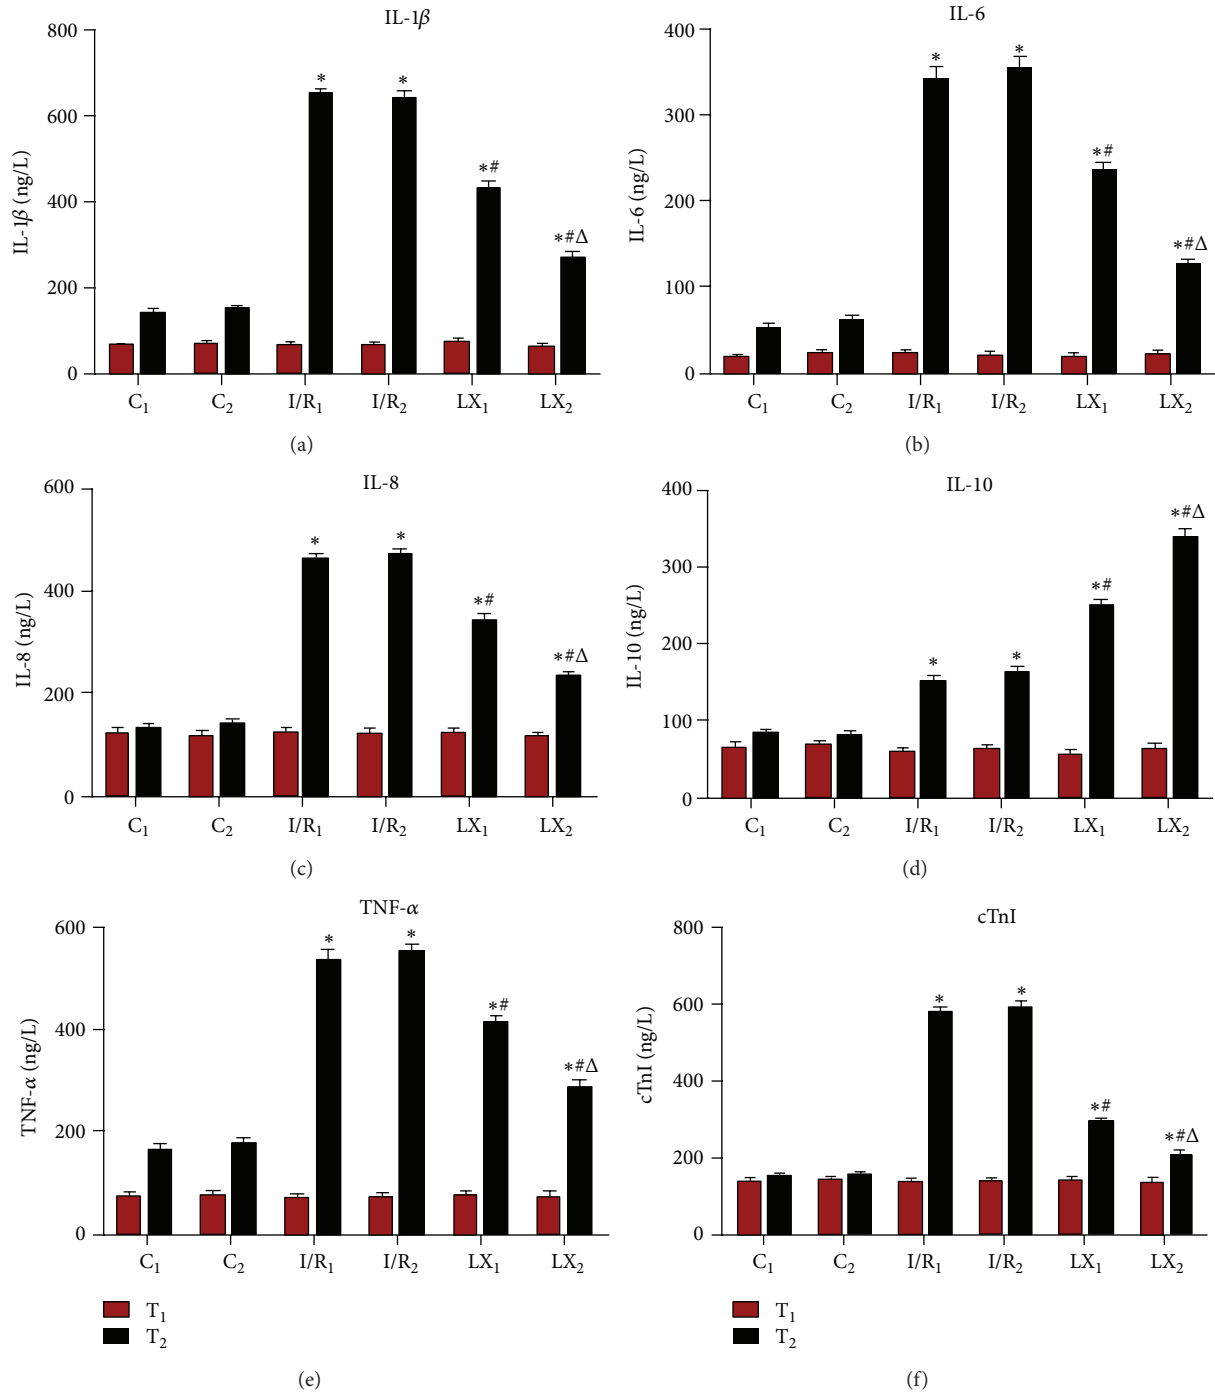 IL-1β
800
600
400
200
0
IL-1β (ng/L)
* * *# *#Δ
C1 C2 I/R1 I/R2 LX1 LX2
(a)
IL-6
400
300
200
100
0
IL-6 (ng/L)
* * *# *#Δ
C1 C2 I/R1 I/R2 LX1 LX2
(b)
IL-8
600
400
200
0
IL-8 (ng/L)
* * *# *#Δ
C1 C2 I/R1 I/R2 LX1 LX2
(c)
IL-10
400
300
200
100
0
IL-10 (ng/L)
* * *# *#Δ
C1 C2 I/R1 I/R2 LX1 LX2
(d)
TNF-α
600
400
200
0
TNF-α (ng/L)
* * *# *#Δ
C1 C2 I/R1 I/R2 LX1 LX2
T1
T2
(e)
cTnI
800
600
400
200
0
cTnI (ng/L)
* * *# *#Δ
C1 C2 I/R1 I/R2 LX1 LX2
T1
T2
(f)